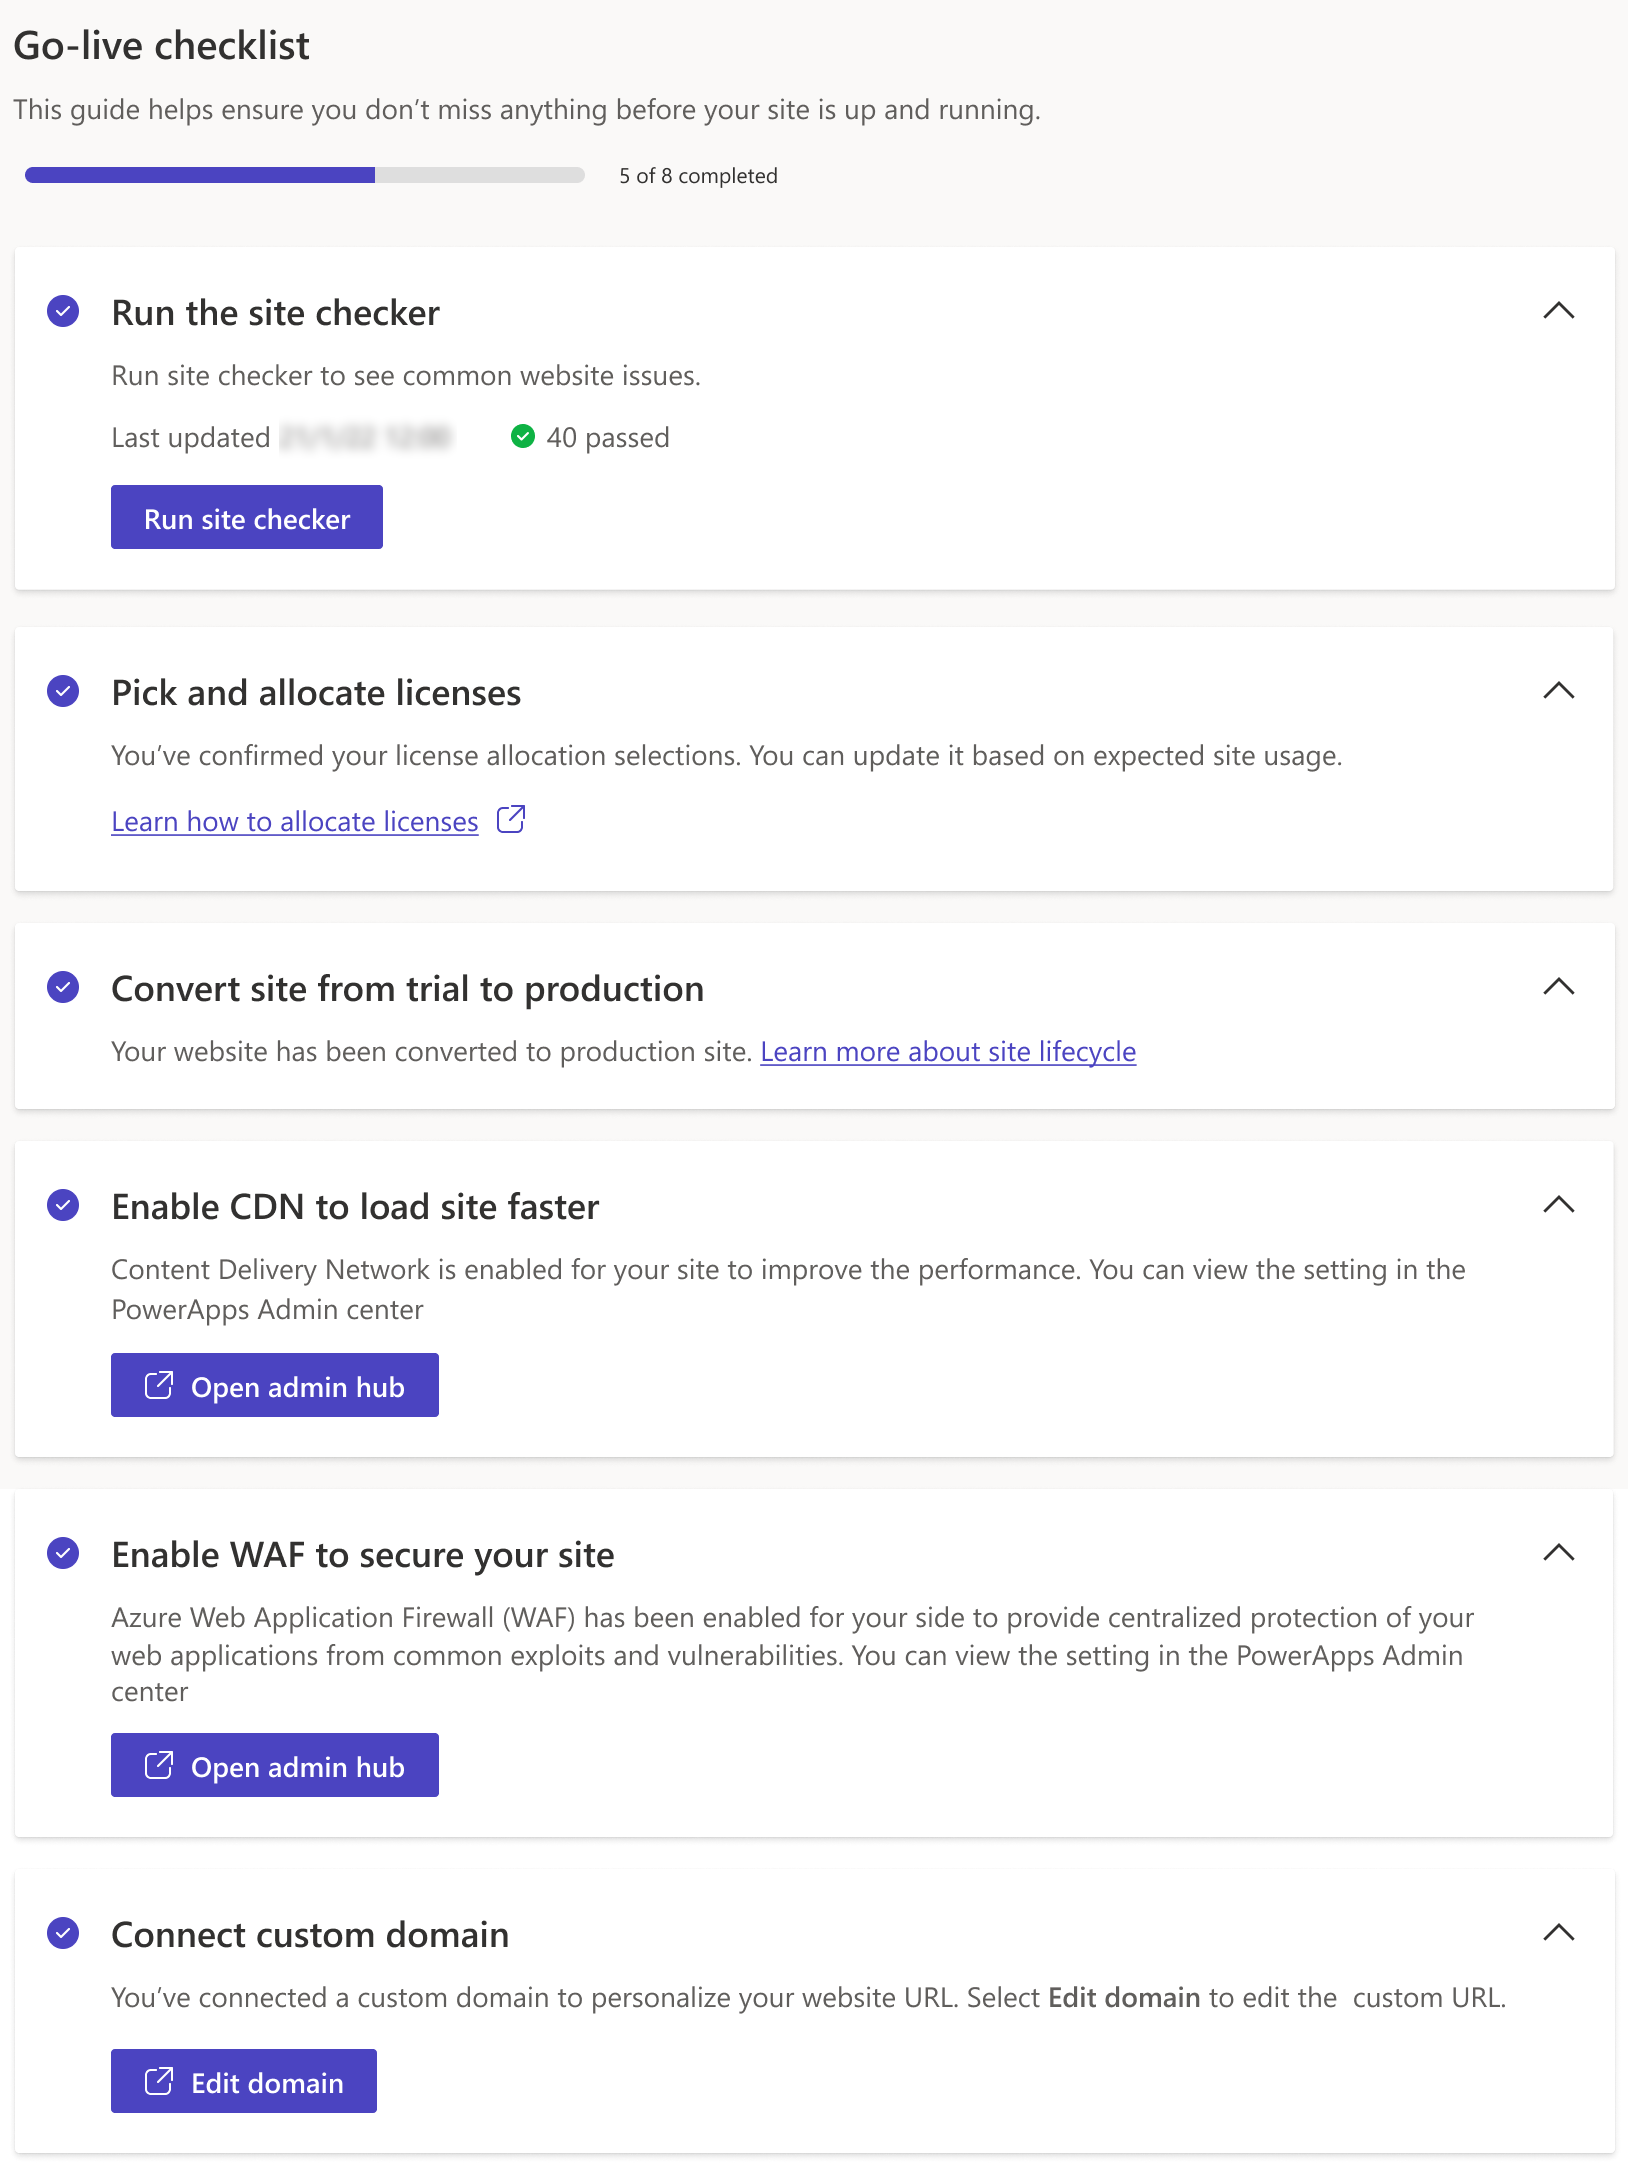 Go-live checklist
This guide helps ensure you don’t miss anything before your site is up and running.
5 of 8 completed
Run the site checker
Run site checker to see common website issues.
Last updated
40 passed
Run site checker
Pick and allocate licenses
You’ve confirmed your license allocation selections. You can update it based on expected site usage.
Learn how to allocate licenses
Convert site from trial to production
Your website has been converted to production site. Learn more about site lifecycle
Enable CDN to load site faster
Content Delivery Network is enabled for your site to improve the performance. You can view the setting in the
PowerApps Admin center
Open admin hub
Enable WAF to secure your site
Azure Web Application Firewall (WAF) has been enabled for your side to provide centralized protection of your
web applications from common exploits and vulnerabilities. You can view the setting in the PowerApps Admin
center
Open admin hub
Connect custom domain
You’ve connected a custom domain to personalize your website URL. Select Edit domain to edit the  custom URL.
Edit domain